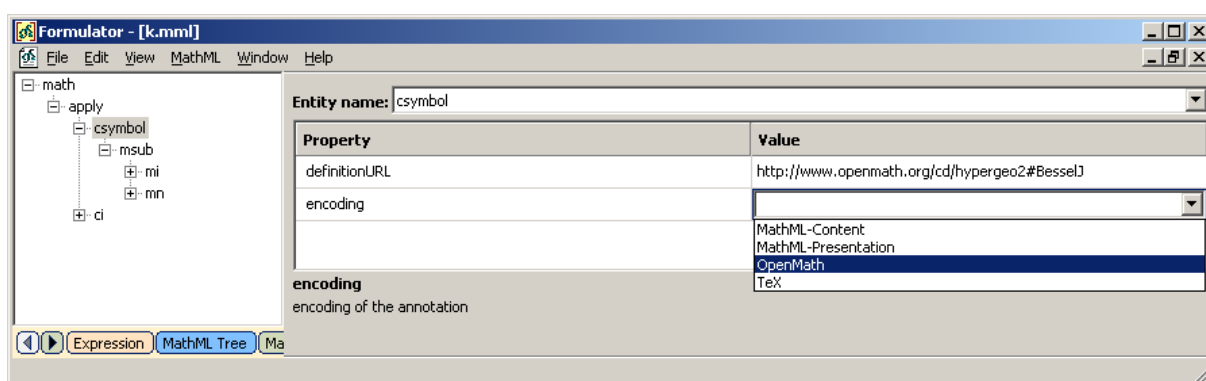 Formulator - [k.mml]
File Edit View MathML Window Help
math
apply
csymbol
msub
mi
mn
ci
Entity name: csymbol
Property Value
definitionURL http://www.openmath.org/cd/hypergeo2#BesselJ
encoding
MathML-Content
MathML-Presentation
OpenMath
TeX
encoding
encoding of the annotation
Expression MathML Tree Ma